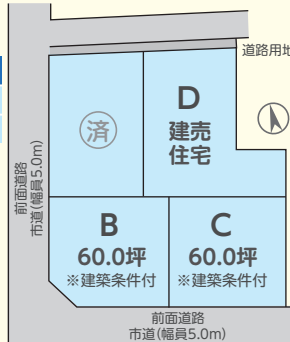 道路用地
済
D
建売
住宅
前面道路
市道(幅員5.0m)
B
60.0坪
※建築条件付
C
60.0坪
※建築条件付
前面道路
市道(幅員5.0m)